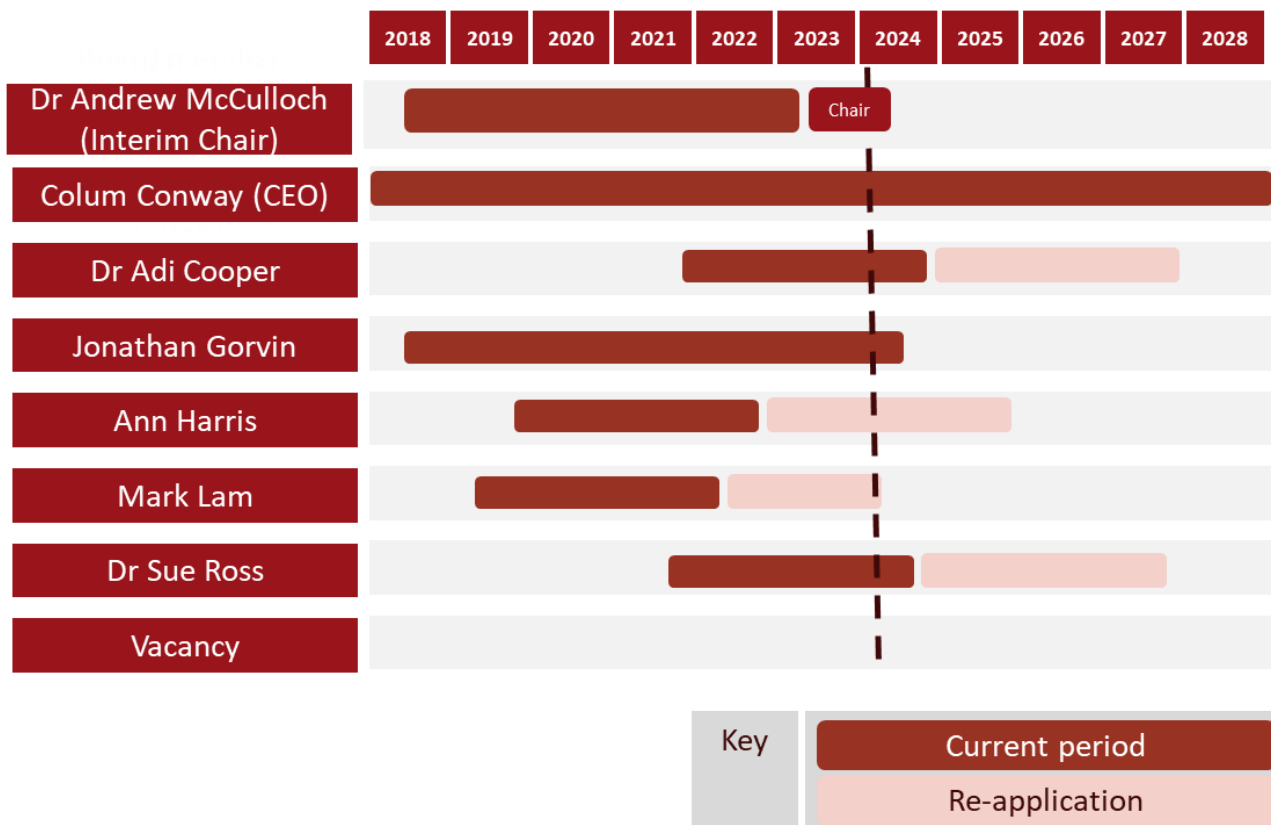 2018 2019 2020 2021 2022 2023 2024 2025 2026 2027 2028
Dr Andrew McCulloch
(Interim Chair)
Chair
Colum Conway (CEO)
Dr Adi Cooper
Jonathan Gorvin
Ann Harris
Mark Lam
Dr Sue Ross
Vacancy
Key
Current period
Re-application